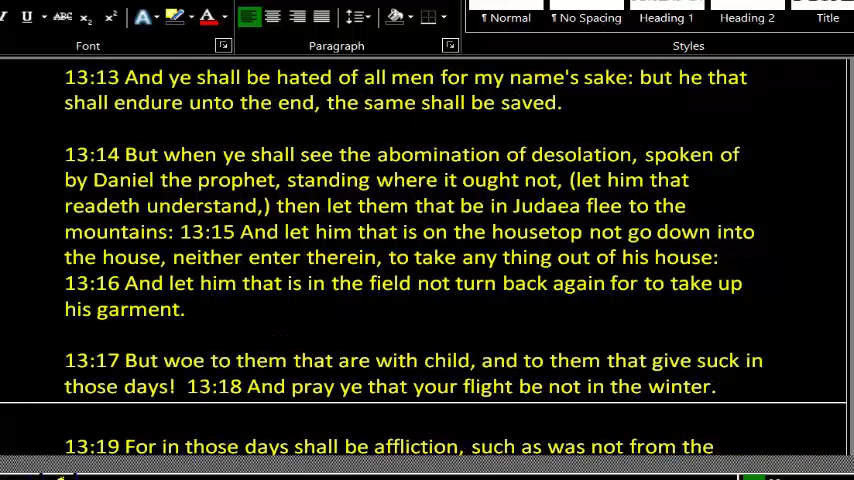 U ABC x₂ x² A A
Font Paragraph Styles
¶ Normal ¶ No Spacing Heading 1 Heading 2 Title
13:13 And ye shall be hated of all men for my name's sake: but he that
shall endure unto the end, the same shall be saved.
13:14 But when ye shall see the abomination of desolation, spoken of
by Daniel the prophet, standing where it ought not, (let him that
readeth understand,) then let them that be in Judaea flee to the
mountains: 13:15 And let him that is on the housetop not go down into
the house, neither enter therein, to take any thing out of his house:
13:16 And let him that is in the field not turn back again for to take up
his garment.
13:17 But woe to them that are with child, and to them that give suck in
those days! 13:18 And pray ye that your flight be not in the winter.
13:19 For in those days shall be affliction, such as was not from the